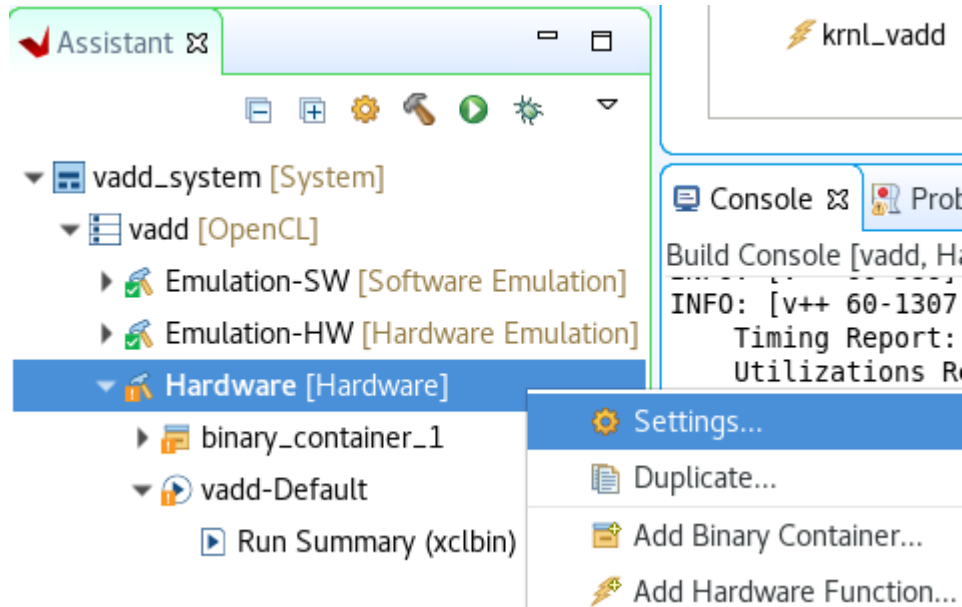 Assistant
krnl_vadd
vadd_system [System]
vadd [OpenCL]
Emulation-SW [Software Emulation]
Emulation-HW [Hardware Emulation]
Hardware [Hardware]
binary_container_1
vadd-Default
Run Summary (xclbin)
Console
Build Console [vadd,
INFO: [v++ 60-1307
Timing Report:
Utilizations
Settings...
Duplicate...
Add Binary Container...
Add Hardware Function...